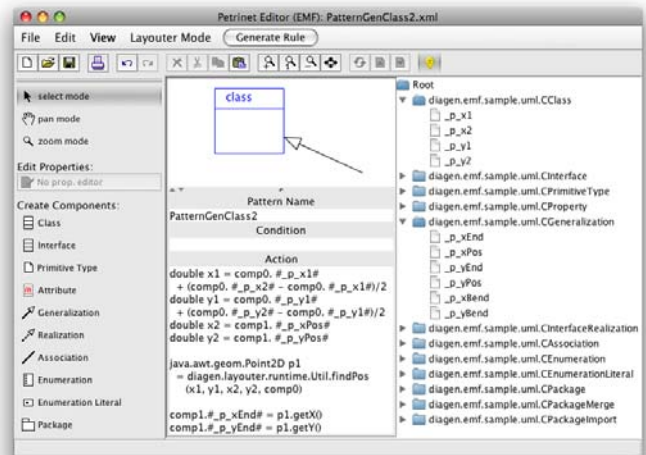 Petrinet Editor (EMF): PatternGenClass2.xml
File Edit View Layouter Mode Generate Rule
select mode
pan mode
zoom mode
Edit Properties:
No prop. editor
Create Components:
Class
Interface
Primitive Type
m Attribute
Generalization
Realization
Association
Enumeration
Enumeration Literal
Package
class
Pattern Name
PatternGenClass2
Condition
Action
double x1 = comp0. #_p_x1#
+ (comp0. #_p_x2# - comp0. #_p_x1#)/2
double y1 = comp0. #_p_y1#
+ (comp0. #_p_y2# - comp0. #_p_y1#)/2
double x2 = comp1. #_p_xPos#
double y2 = comp1. #_p_yPos#
java.awt.geom.Point2D p1
= diagen.layouter.runtime.Util.findPos
(x1, y1, x2, y2, comp0)
comp1.#_p_xEnd# = p1.getX()
comp1.#_p_yEnd# = p1.getY()
Root
diagen.emf.sample.uml.CClass
_p_x1
_p_x2
_p_y1
_p_y2
diagen.emf.sample.uml.CInterface
diagen.emf.sample.uml.CPrimitiveType
diagen.emf.sample.uml.CProperty
diagen.emf.sample.uml.CGeneralization
_p_xEnd
_p_xPos
_p_yEnd
_p_yPos
_p_xBend
_p_yBend
diagen.emf.sample.uml.CInterfaceRealization
diagen.emf.sample.uml.CAssociation
diagen.emf.sample.uml.CEnumeration
diagen.emf.sample.uml.CEnumerationLiteral
diagen.emf.sample.uml.CPackage
diagen.emf.sample.uml.CPackageMerge
diagen.emf.sample.uml.CPackageImport